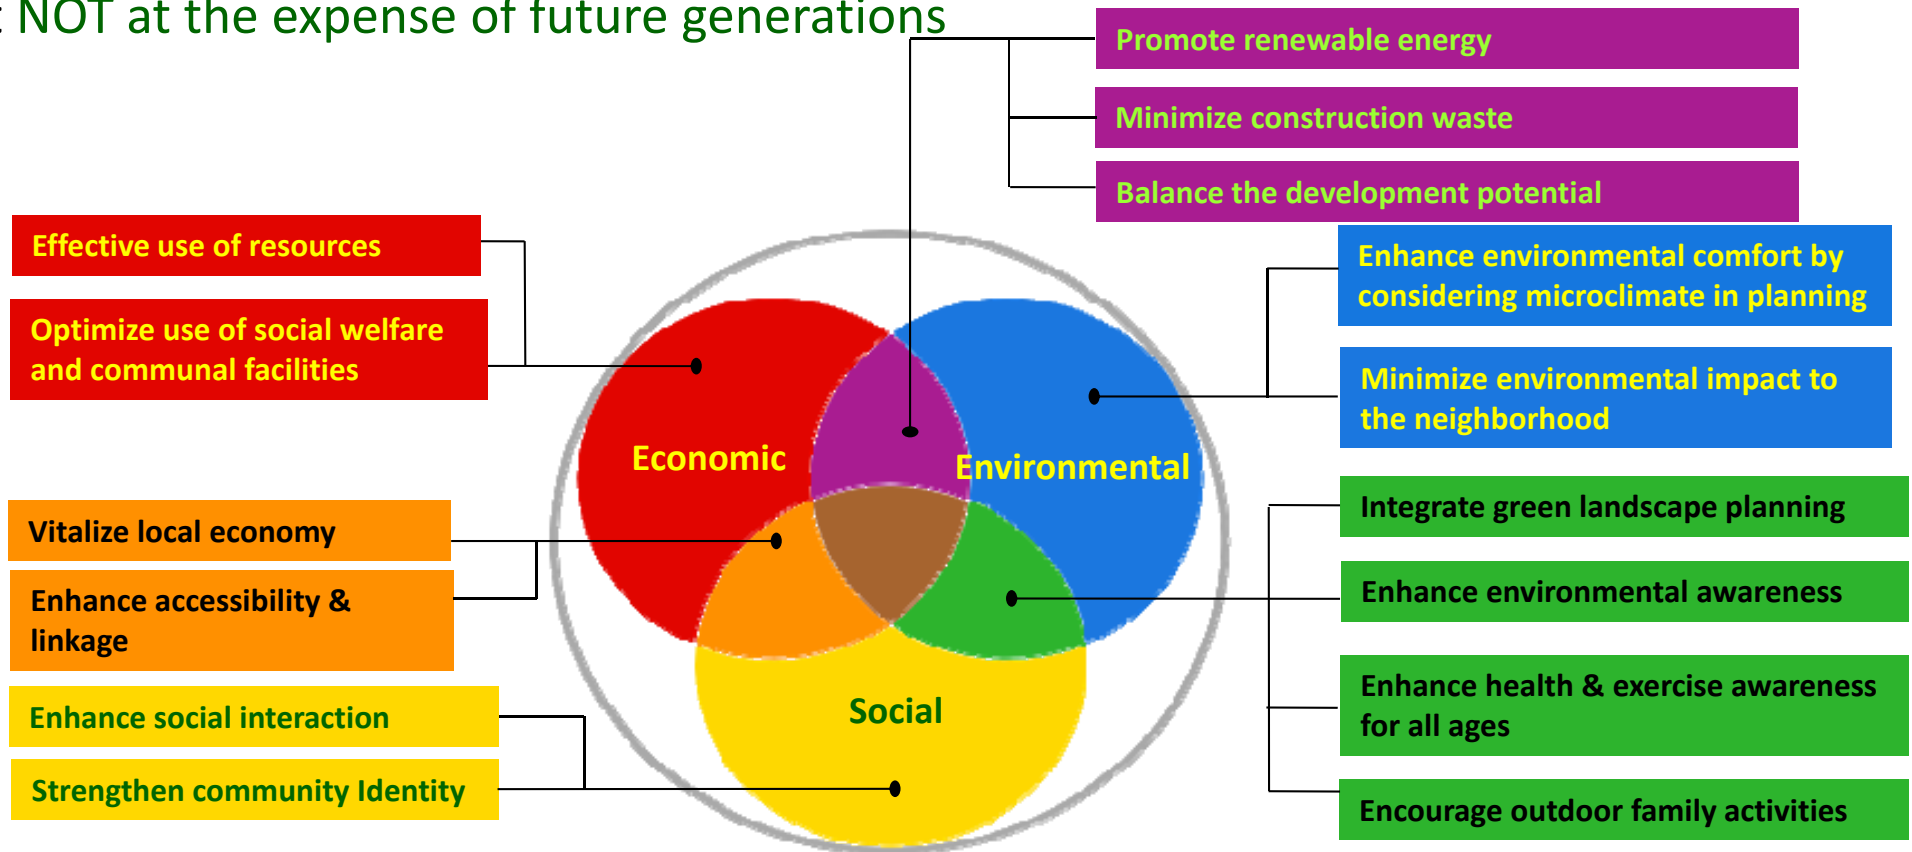 : NOT at the expense of future generations
Promote renewable energy
Minimize construction waste
Balance the development potential
Effective use of resources
Optimize use of social welfare
and communal facilities
Enhance environmental comfort by
considering microclimate in planning
Minimize environmental impact to
the neighborhood
Economic
Environmental
Vitalize local economy
Enhance accessibility &
linkage
Integrate green landscape planning
Enhance environmental awareness
Enhance health & exercise awareness
for all ages
Encourage outdoor family activities
Enhance social interaction
Strengthen community Identity
Social